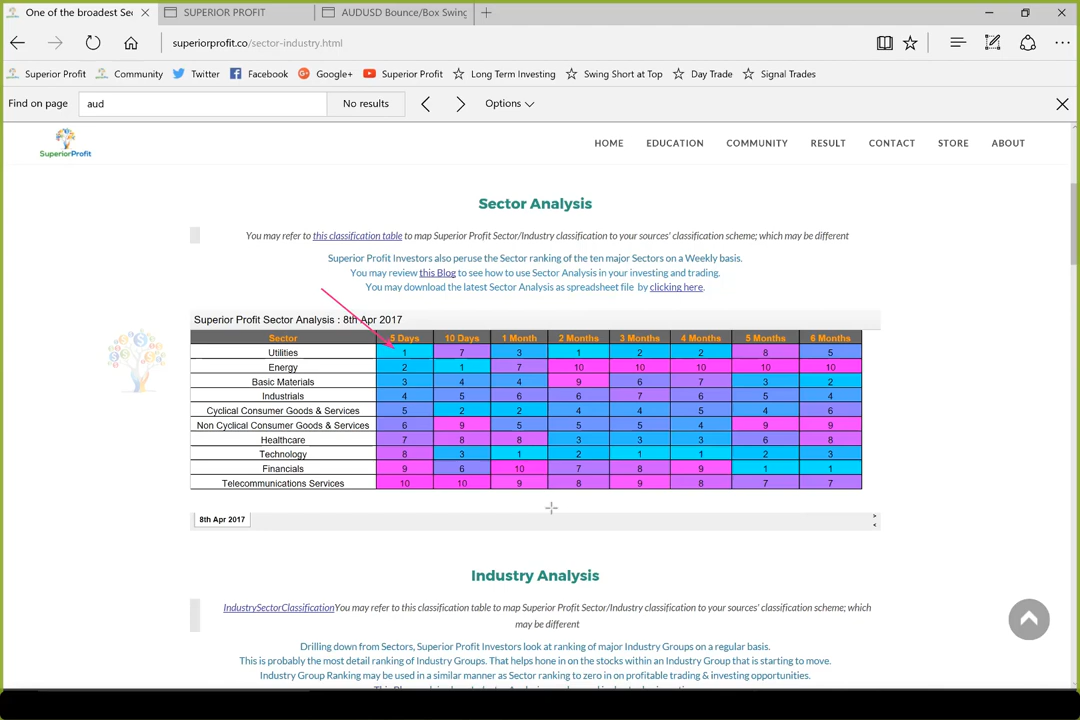 One of the broadest Sec
SUPERIOR PROFIT
AUDUSD Bounce/Box Swing
superiorprofit.co/sector-industry.html
Superior Profit Community Twitter Facebook Google+ Superior Profit Long Term Investing Swing Short at Top Day Trade Signal Trades
Find on page aud No results Options
SuperiorProfit
HOME EDUCATION COMMUNITY RESULT CONTACT STORE ABOUT
Sector Analysis
You may refer to this classification table to map Superior Profit Sector/Industry classification to your sources' classification scheme; which may be different
Superior Profit Investors also peruse the Sector ranking of the ten major Sectors on a Weekly basis.
You may review this Blog to see how to use Sector Analysis in your investing and trading.
You may download the latest Sector Analysis as spreadsheet file by clicking here.
Superior Profit Sector Analysis : 8th Apr 2017
Sector 5 Days 10 Days 1 Month 2 Months 3 Months 4 Months 5 Months 6 Months
Utilities 1 7 3 1 2 2 8 5
Energy 2 1 7 10 10 10 10 10
Basic Materials 3 4 4 9 6 7 3 2
Industrials 4 5 6 6 7 6 5 4
Cyclical Consumer Goods & Services 5 2 2 4 4 5 4 6
Non Cyclical Consumer Goods & Services 6 9 5 5 5 4 9 9
Healthcare 7 8 8 3 3 3 6 8
Technology 8 3 1 2 1 1 2 3
Financials 9 6 10 7 8 9 1 1
Telecommunications Services 10 10 9 8 9 8 7 7
8th Apr 2017
Industry Analysis
IndustrySectorClassificationYou may refer to this classification table to map Superior Profit Sector/Industry classification to your sources' classification scheme; which
may be different
Drilling down from Sectors, Superior Profit Investors look at ranking of major Industry Groups on a regular basis.
This is probably the most detail ranking of Industry Groups. That helps hone in on the stocks within an Industry Group that is starting to move.
Industry Group Ranking may be used in a similar manner as Sector ranking to zero in on profitable trading & investing opportunities.